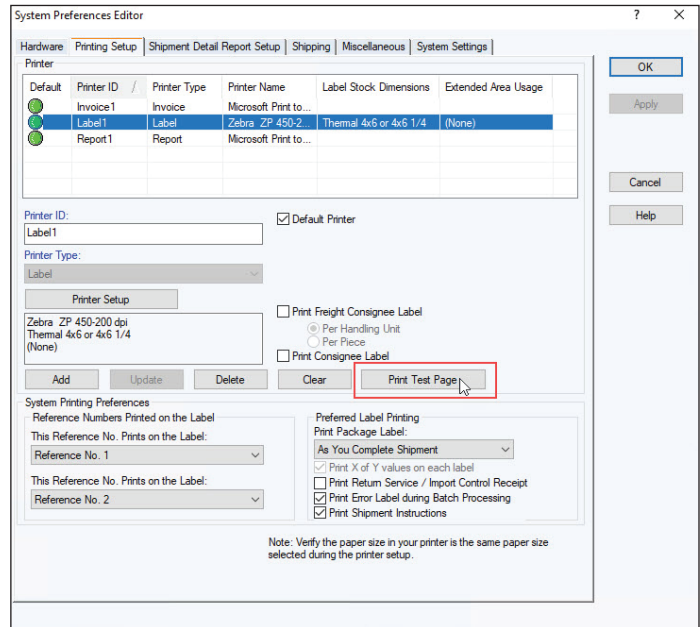 System Preferences Editor ? X
Hardware Printing Setup Shipment Detail Report Setup Shipping Miscellaneous System Settings
Printer
Default Printer ID / Printer Type Printer Name Label Stock Dimensions Extended Area Usage
Invoice1 Invoice Microsoft Print to...
Label1 Label Zebra ZP 450-2... Thermal 4x6 or 4x6 1/4 (None)
Report1 Report Microsoft Print to...
OK
Apply
Cancel
Help
Printer ID:
Label1
Default Printer
Printer Type:
Label
Printer Setup
Zebra ZP 450-200 dpi
Thermal 4x6 or 4x6 1/4
(None)
Print Freight Consignee Label
Per Handling Unit
Per Piece
Print Consignee Label
Add Update Delete Clear Print Test Page
System Printing Preferences
Reference Numbers Printed on the Label
This Reference No. Prints on the Label:
Reference No. 1
This Reference No. Prints on the Label:
Reference No. 2
Preferred Label Printing
Print Package Label:
As You Complete Shipment
Print X of Y values on each label
Print Return Service / Import Control Receipt
Print Error Label during Batch Processing
Print Shipment Instructions
Note: Verify the paper size in your printer is the same paper size
selected during the printer setup.